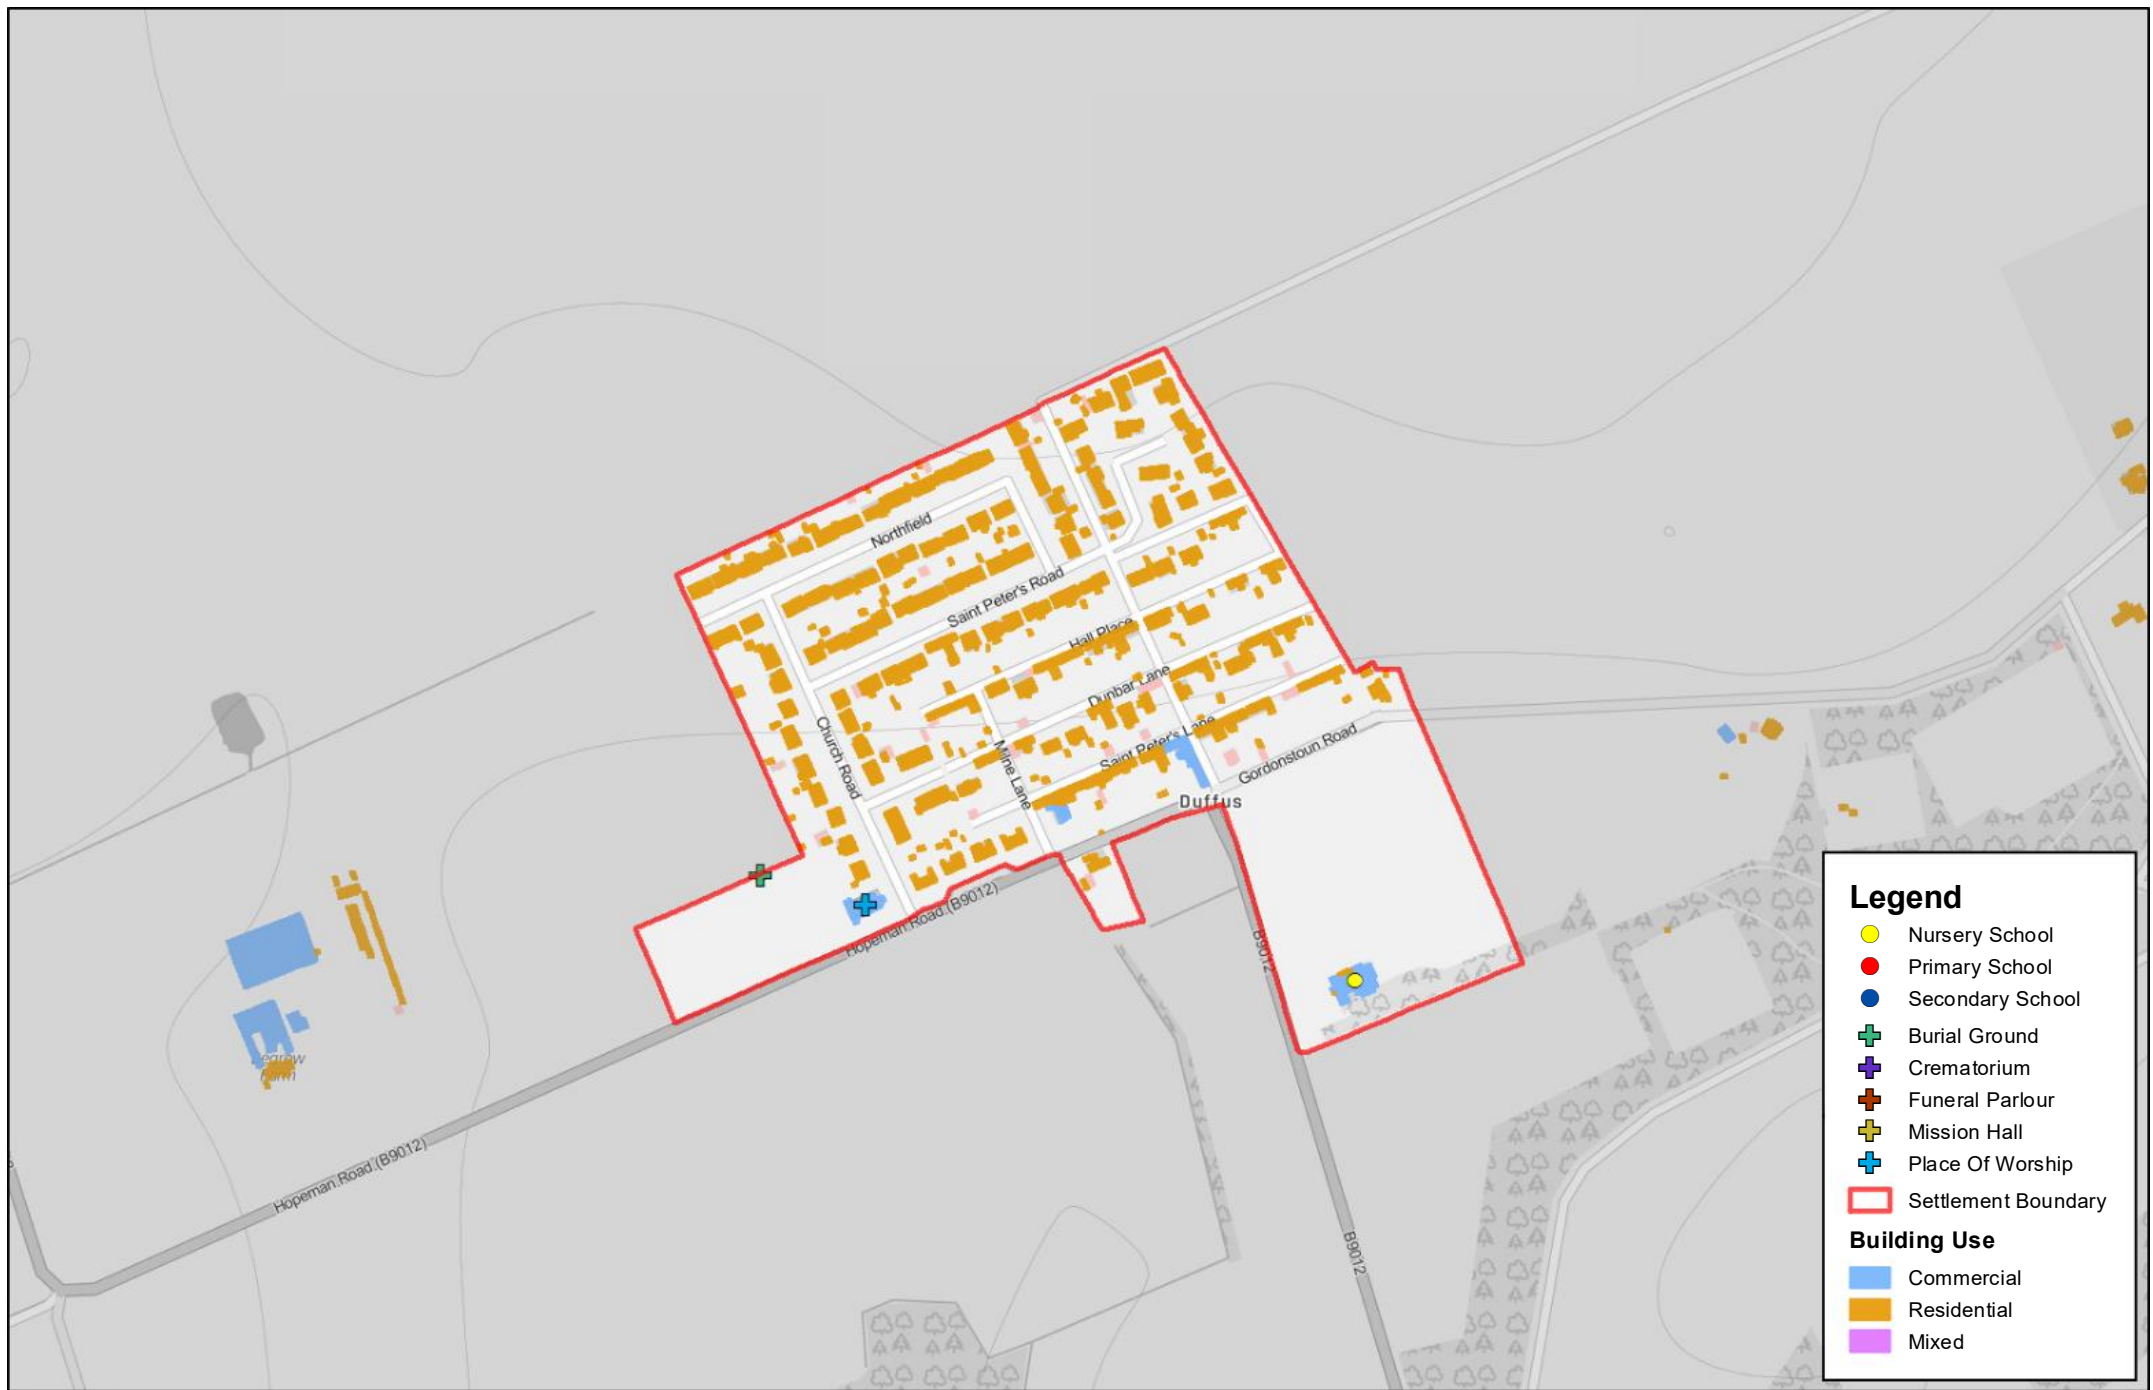 Northfield
Saint Peter's Road
Hall Place
Dunbar Lane
Church Road
Milne Lane
Saint Peter's Lane
Gordonstoun Road
Duffus
Hopeman Road (B9012)
B9012
Farm
Hopeman Road (B9012)
B9012
Legend
Nursery School
Primary School
Secondary School
Burial Ground
Crematorium
Funeral Parlour
Mission Hall
Place Of Worship
Settlement Boundary
Building Use
Commercial
Residential
Mixed